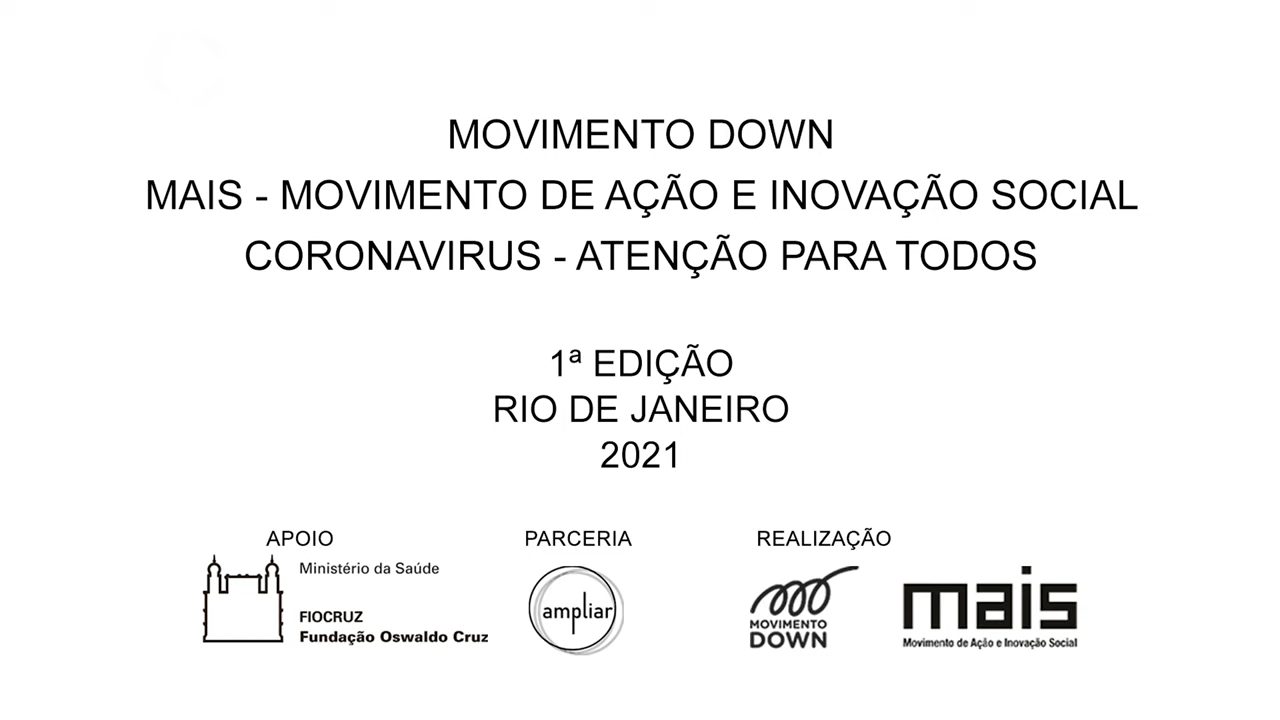 MOVIMENTO DOWN
MAIS - MOVIMENTO DE AÇÃO E INOVAÇÃO SOCIAL
CORONAVIRUS - ATENÇÃO PARA TODOS
1ª EDIÇÃO
RIO DE JANEIRO
2021
APOIO
Ministério da Saúde
FIOCRUZ
Fundação Oswaldo Cruz
PARCERIA
ampliar
REALIZAÇÃO
MOVIMENTO
DOWN
mais
Movimento de Ação e Inovação Social